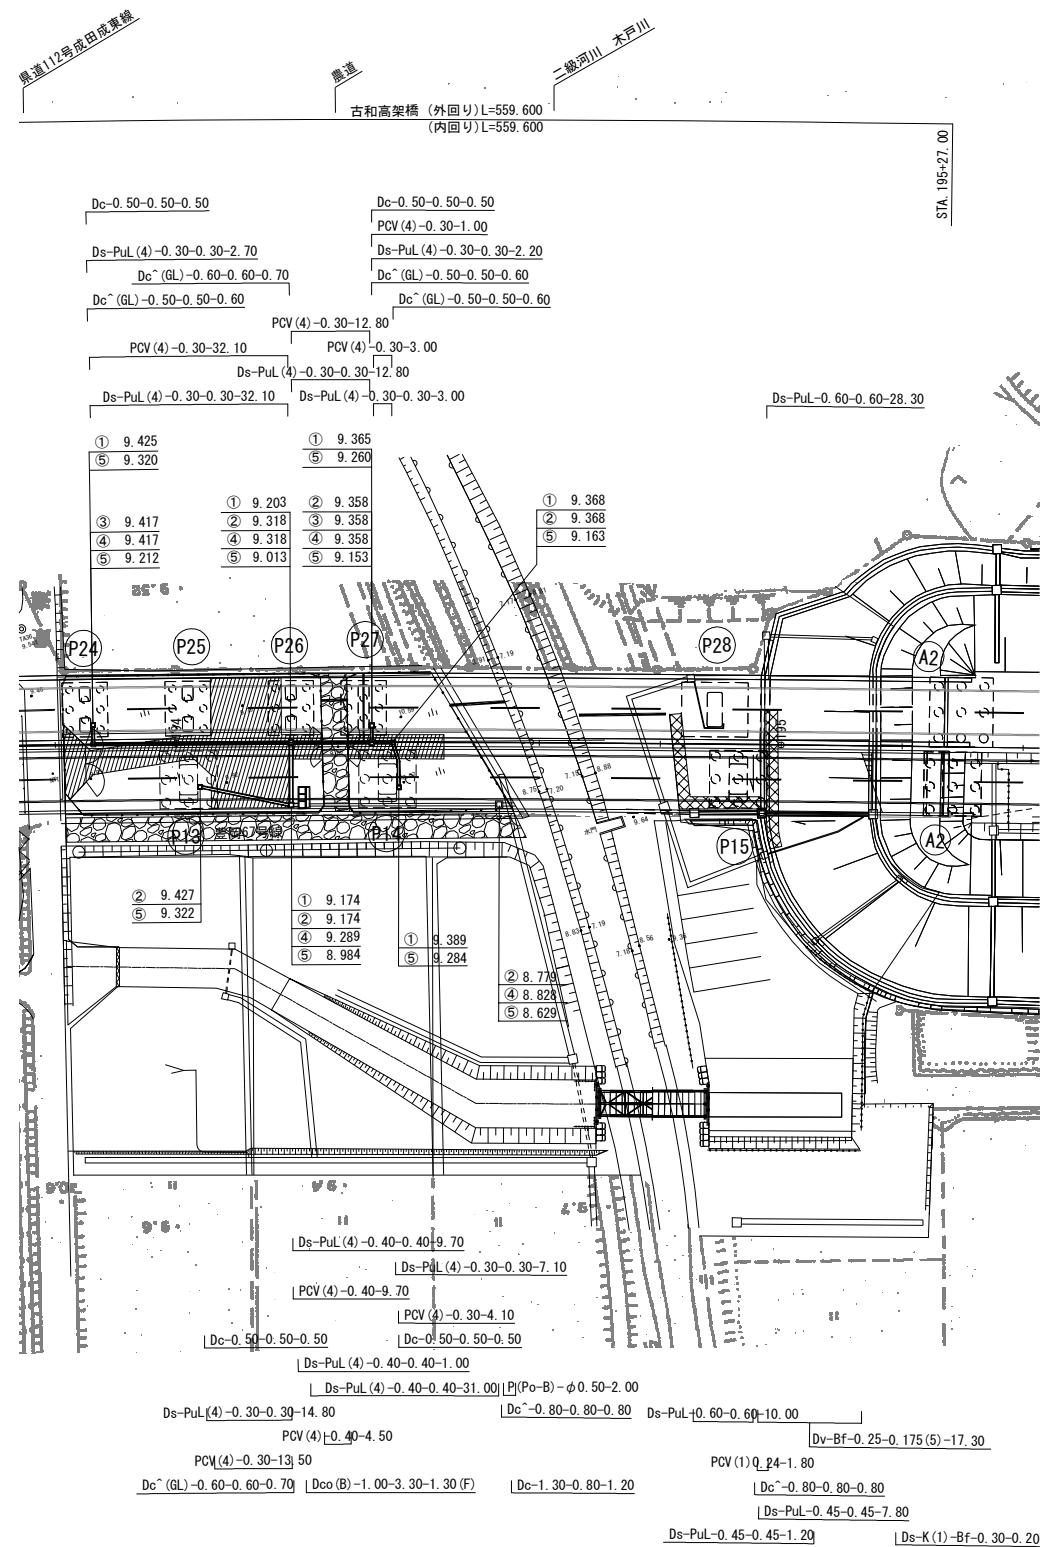 県道112号成田成東線
農道
二級河川　木戸川
古和高架橋 (外回り)L=559.600
(内回り)L=559.600
STA.195+27.00
Dc-0.50-0.50-0.50
Dc-0.50-0.50-0.50
PCV(4)-0.30-1.00
Ds-PuL(4)-0.30-0.30-2.70
Ds-PuL(4)-0.30-0.30-2.20
Dc^(GL)-0.60-0.60-0.70
Dc^(GL)-0.50-0.50-0.60
Dc^(GL)-0.50-0.50-0.60
Dc^(GL)-0.50-0.50-0.60
PCV(4)-0.30-12.80
PCV(4)-0.30-32.10
PCV(4)-0.30-3.00
Ds-PuL(4)-0.30-0.30-12.80
Ds-PuL(4)-0.30-0.30-32.10
Ds-PuL(4)-0.30-0.30-3.00
Ds-PuL-0.60-0.60-28.30
① 9.425
⑤ 9.320
① 9.365
⑤ 9.260
③ 9.417
④ 9.417
⑤ 9.212
① 9.203
② 9.318
④ 9.318
⑤ 9.013
② 9.358
③ 9.358
④ 9.358
⑤ 9.153
① 9.368
② 9.368
⑤ 9.163
P24
P25
P26
P27
P28
A2
7.19
8.88
7.20
水門
9.64
P13
P14
P15
A2
② 9.427
⑤ 9.322
① 9.174
② 9.174
④ 9.289
⑤ 8.984
① 9.389
⑤ 9.284
② 8.779
④ 8.828
⑤ 8.629
7.19
8.56
Ds-PuL(4)-0.40-0.40-9.70
Ds-PuL(4)-0.30-0.30-7.10
PCV(4)-0.40-9.70
PCV(4)-0.30-4.10
Dc-0.50-0.50-0.50
Dc-0.50-0.50-0.50
Ds-PuL(4)-0.40-0.40-1.00
Ds-PuL(4)-0.40-0.40-31.00
P(Po-B)-φ0.50-2.00
Ds-PuL(4)-0.30-0.30-14.80
Dc^-0.80-0.80-0.80
Ds-PuL-0.60-0.60-10.00
PCV(4)-0.40-4.50
Dv-Bf-0.25-0.175(5)-17.30
PCV(4)-0.30-13.50
PCV(1)0.24-1.80
Dc^(GL)-0.60-0.60-0.70
Dco(B)-1.00-3.30-1.30(F)
Dc-1.30-0.80-1.20
Dc^-0.80-0.80-0.80
Ds-PuL-0.45-0.45-7.80
Ds-PuL-0.45-0.45-1.20
Ds-K(1)-Bf-0.30-0.20